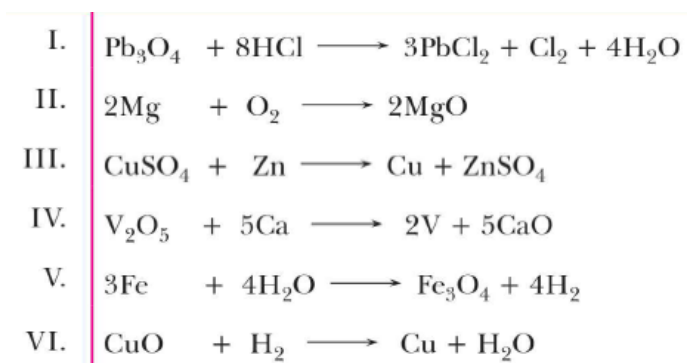 I. Pb₃O₄ + 8HCl ⟶ 3PbCl₂ + Cl₂ + 4H₂O
II. 2Mg + O₂ ⟶ 2MgO
III. CuSO₄ + Zn ⟶ Cu + ZnSO₄
IV. V₂O₅ + 5Ca ⟶ 2V + 5CaO
V. 3Fe + 4H₂O ⟶ Fe₃O₄ + 4H₂
VI. CuO + H₂ ⟶ Cu + H₂O